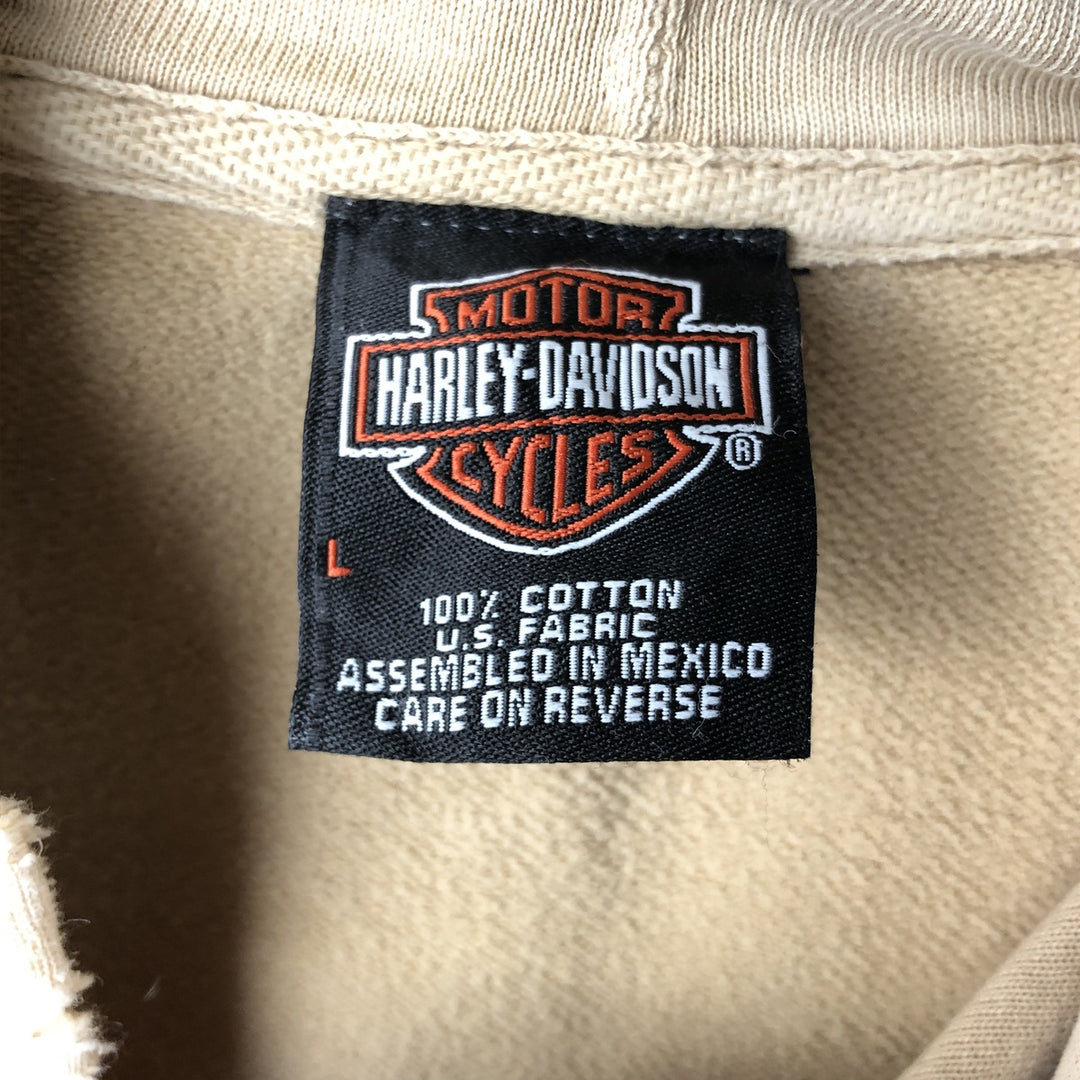 MOTOR
HARLEY-DAVIDSON
CYCLES
®
L
100% COTTON
U.S. FABRIC
ASSEMBLED IN MEXICO
CARE ON REVERSE